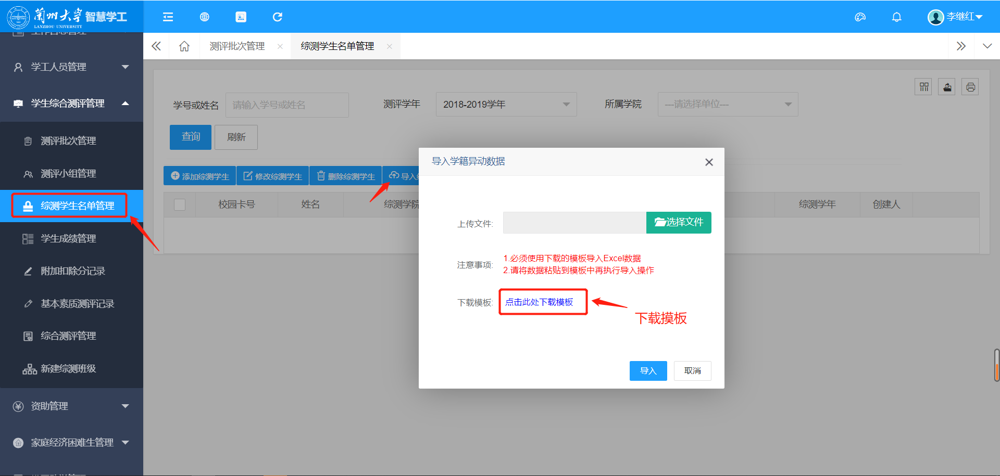 兰州大学 智慧学工
LANZHOU UNIVERSITY
李继红
工作日志管理
学工人员管理
学生综合测评管理
测评批次管理
测评小组管理
综测学生名单管理
学生成绩管理
附加扣除分记录
基本素质测评记录
综合测评管理
新建综测班级
资助管理
家庭经济困难生管理
测评批次管理
综测学生名单管理
学号或姓名
请输入学号或姓名
测评学年
2018-2019学年
所属学院
---请选择单位---
查询
刷新
添加综测学生
修改综测学生
删除综测学生
导入综
校园卡号
姓名
综测学院
综测学年
创建人
导入学籍异动数据
上传文件:
选择文件
注意事项:
1.必须使用下载的模板导入Excel数据
2.请将数据粘贴到模板中再执行导入操作
下载模板:
点击此处下载模板
下载摸板
导入
取消